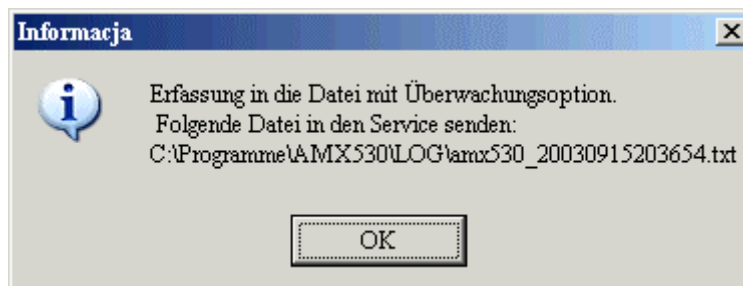 Informacja
Erfassung in die Datei mit Überwachungsoption.
Folgende Datei in den Service senden:
C:\Programme\AMX530\LOG\amx530_20030915203654.txt
OK